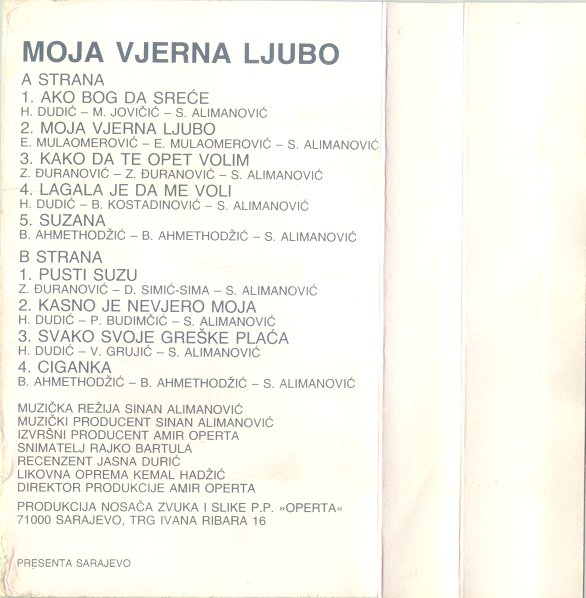 MOJA VJERNA LJUBO
A STRANA
1. AKO BOG DA SREĆE
H. DUDIĆ – M. JOVIČIĆ – S. ALIMANOVIĆ
2. MOJA VJERNA LJUBO
E. MULAOMEROVIĆ – E. MULAOMEROVIĆ – S. ALIMANOVIĆ
3. KAKO DA TE OPET VOLIM
Z. ĐURANOVIĆ – Z. ĐURANOVIĆ – S. ALIMANOVIĆ
4. LAGALA JE DA ME VOLI
H. DUDIĆ – B. KOSTADINOVIĆ – S. ALIMANOVIĆ
5. SUZANA
B. AHMETHODŽIĆ – B. AHMETHODŽIĆ – S. ALIMANOVIĆ
B STRANA
1. PUSTI SUZU
Z. ĐURANOVIĆ – D. SIMIĆ-SIMA – S. ALIMANOVIĆ
2. KASNO JE NEVJERO MOJA
H. DUDIĆ – P. BUDIMČIĆ – S. ALIMANOVIĆ
3. SVAKO SVOJE GREŠKE PLAĆA
H. DUDIĆ – V. GRUJIĆ – S. ALIMANOVIĆ
4. CIGANKA
B. AHMETHODŽIĆ – B. AHMETHODŽIĆ – S. ALIMANOVIĆ
MUZIČKA REŽIJA SINAN ALIMANOVIĆ
MUZIČKI PRODUCENT SINAN ALIMANOVIĆ
IZVRŠNI PRODUCENT AMIR OPERTA
SNIMATELJ RAJKO BARTULA
RECENZENT JASNA DURIĆ
LIKOVNA OPREMA KEMAL HADŽIĆ
DIREKTOR PRODUKCIJE AMIR OPERTA
PRODUKCIJA NOSAČA ZVUKA I SLIKE P.P. »OPERTA«
71000 SARAJEVO, TRG IVANA RIBARA 16
PRESENTA SARAJEVO